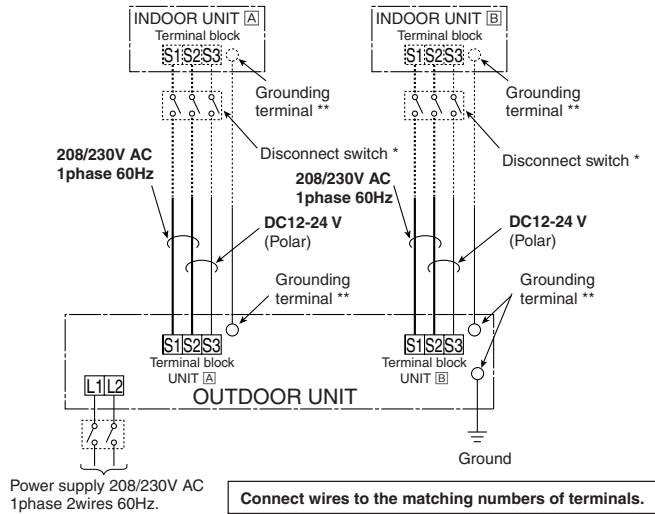 INDOOR UNIT A
Terminal block
S1 S2 S3
Grounding
terminal **
Disconnect switch *
208/230V AC
1phase 60Hz
DC12-24 V
(Polar)
Grounding
terminal **
S1 S2 S3
Terminal block
UNIT A
INDOOR UNIT B
Terminal block
S1 S2 S3
Grounding
terminal **
Disconnect switch *
208/230V AC
1phase 60Hz
DC12-24 V
(Polar)
Grounding
terminal **
S1 S2 S3
Terminal block
UNIT B
L1 L2
OUTDOOR UNIT
Ground
Power supply 208/230V AC
1phase 2wires 60Hz.
Connect wires to the matching numbers of terminals.